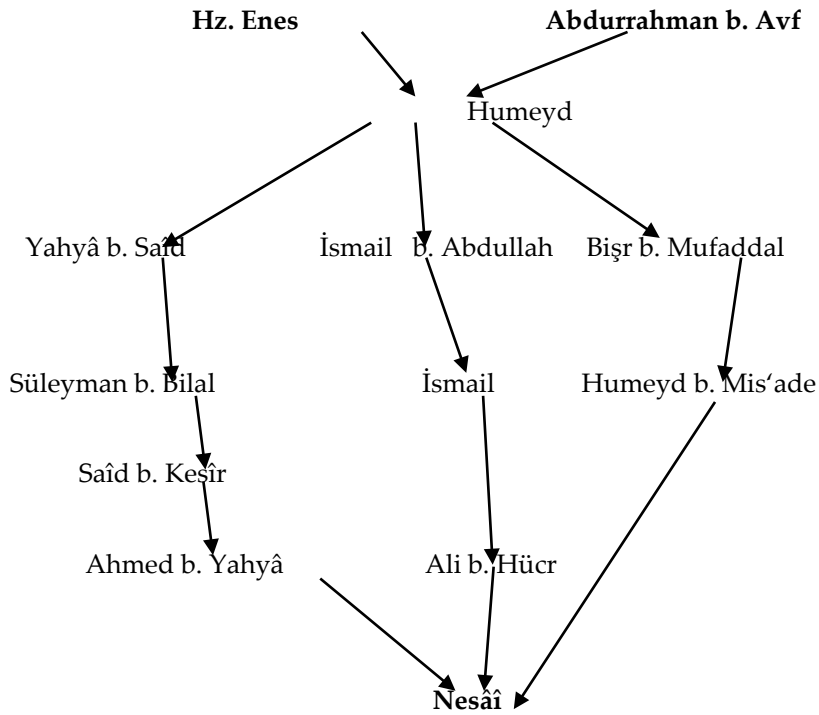 Hz. Enes Abdurrahman b. Avf
Humeyd
Yahyâ b. Saîd İsmail b. Abdullah Bişr b. Mufaddal
Süleyman b. Bilal İsmail Humeyd b. Mis‘ade
Saîd b. Kesîr
Ahmed b. Yahyâ Ali b. Hücr
Nesâî